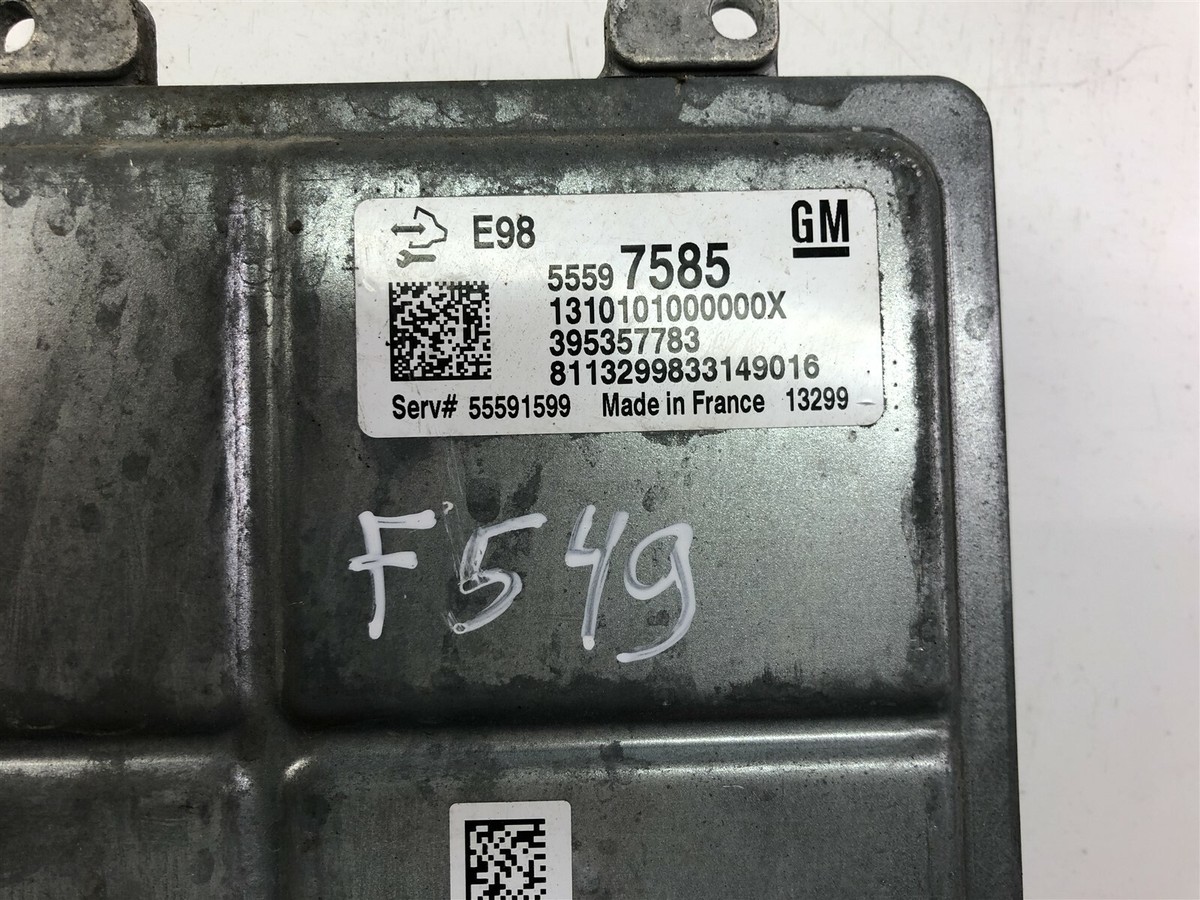 E98 GM
5559 7585
1310101000000X
395357783
8113299833149016
Serv# 55591599 Made in France 13299
F549